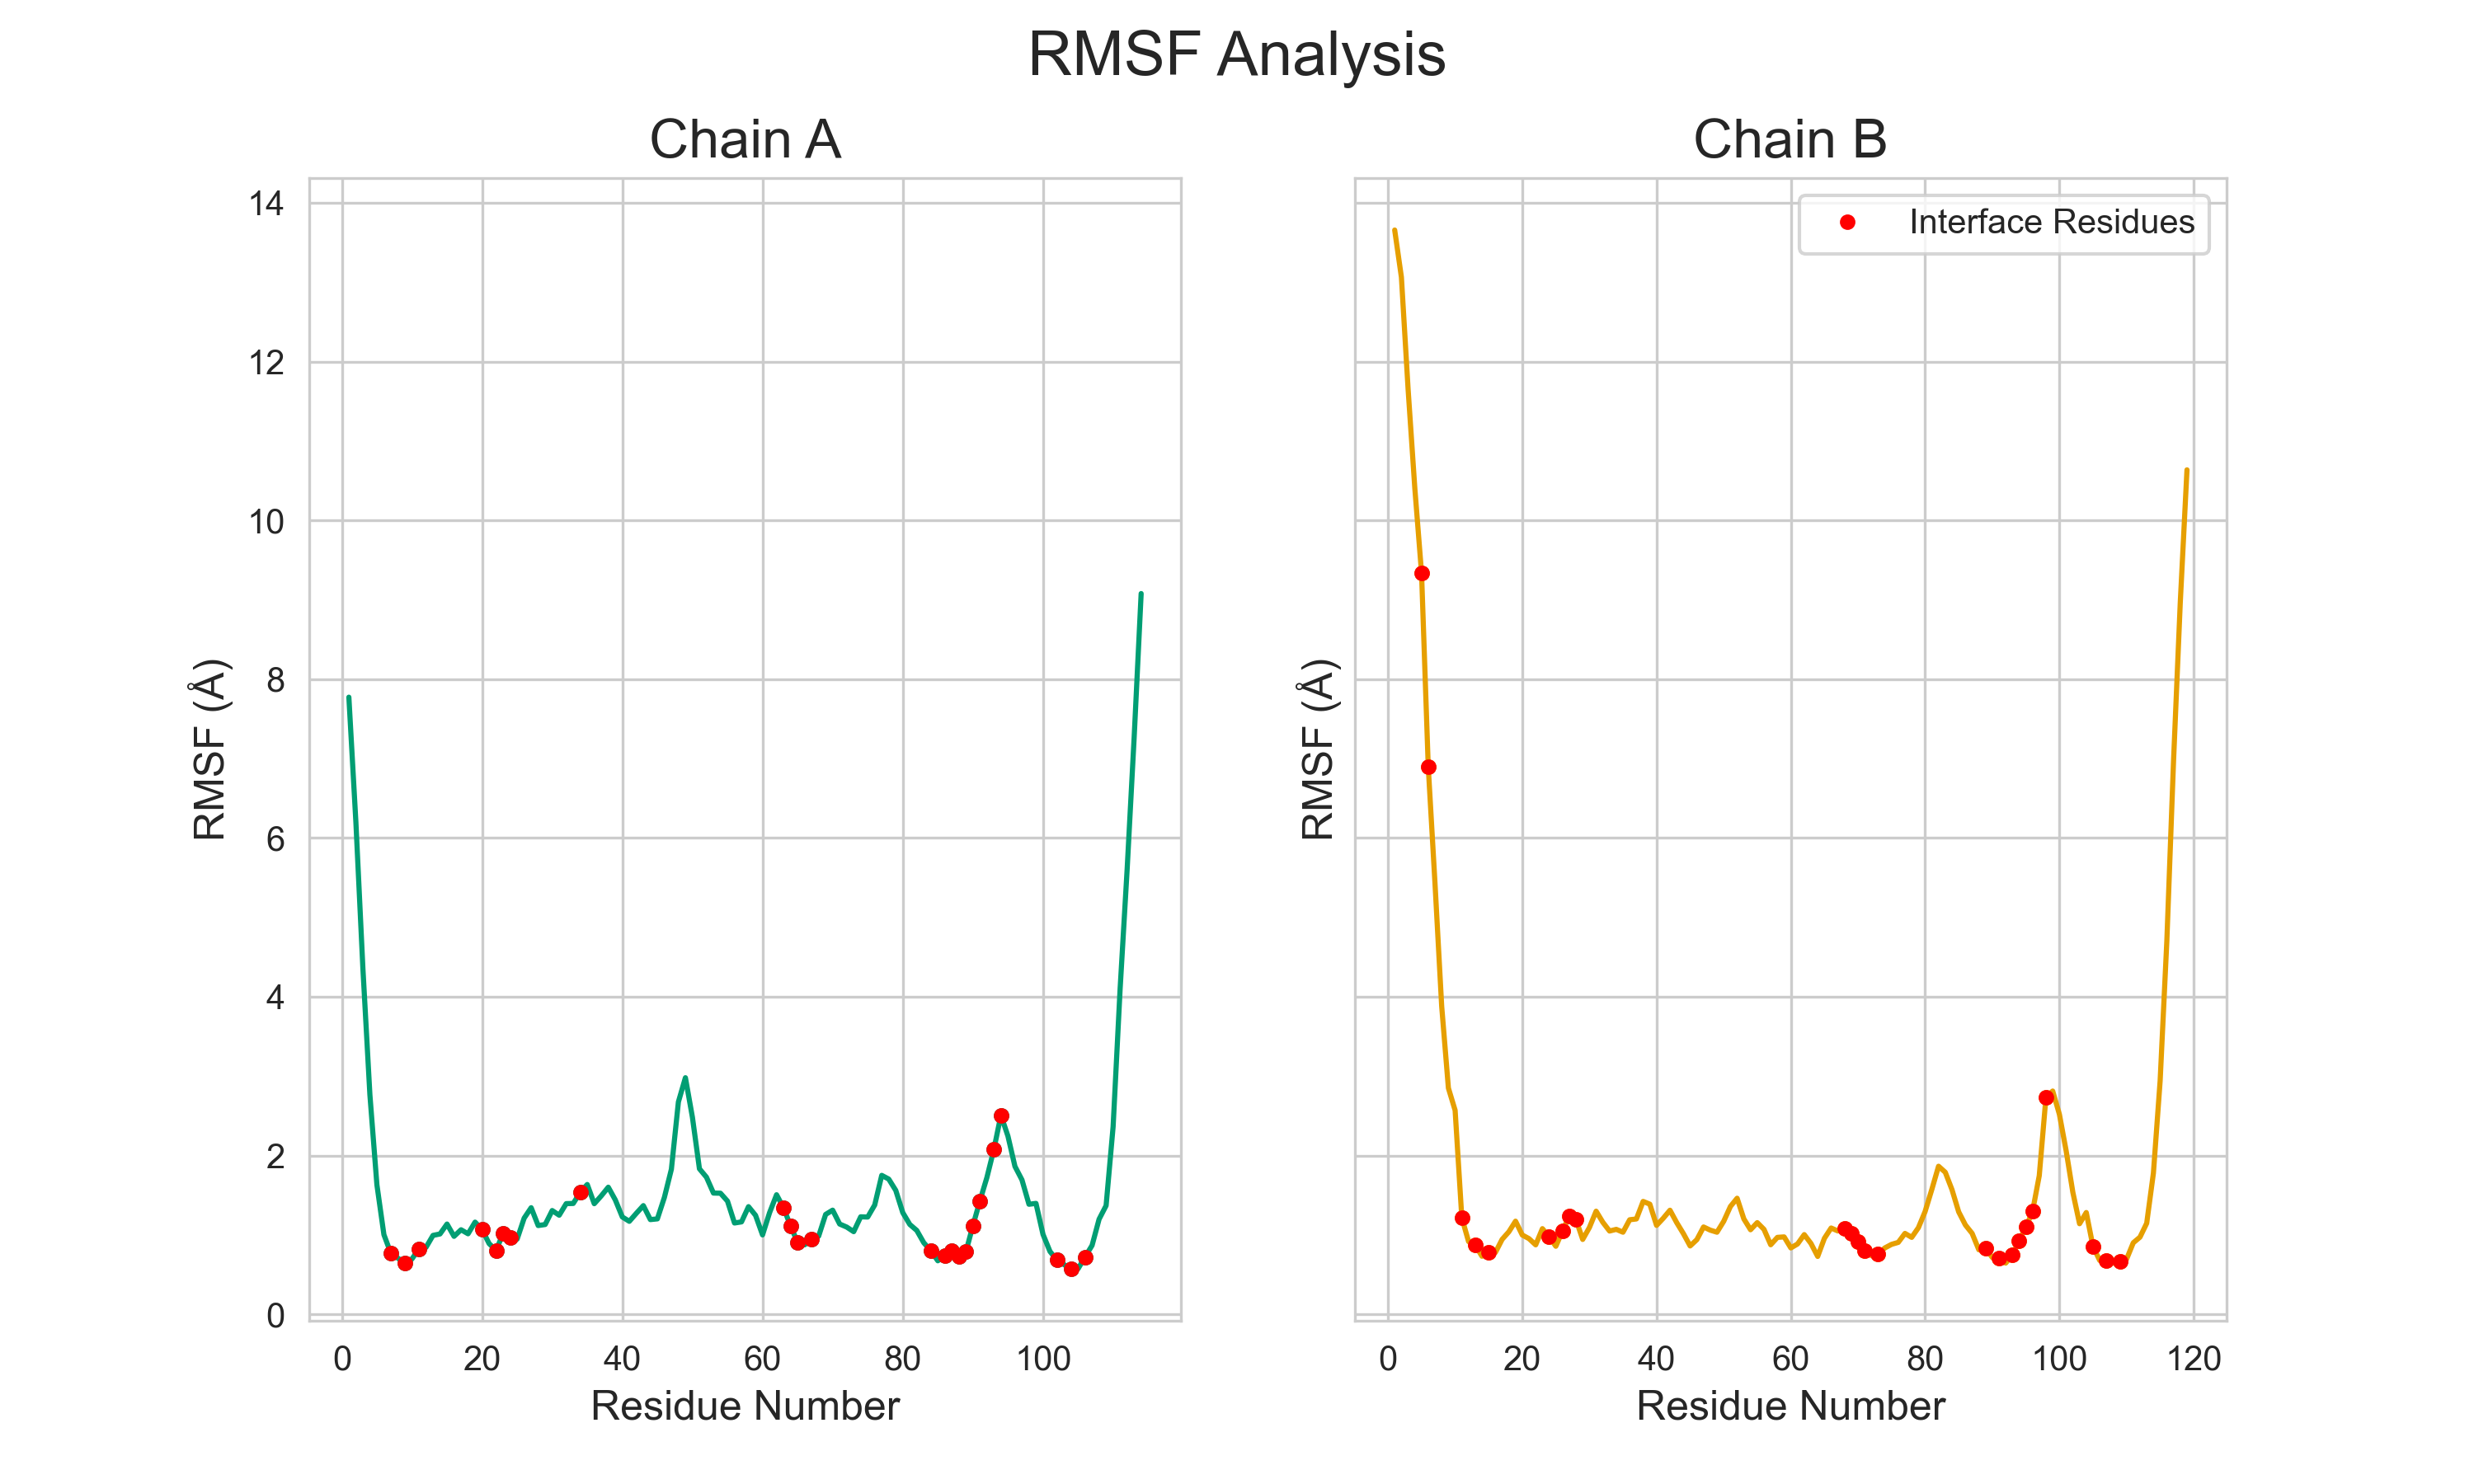 RMSF Analysis
Chain A
14
12
10
8
6
4
2
0
RMSF (Å)
0 20 40 60 80 100
Residue Number
Chain B
Interface Residues
RMSF (Å)
0 20 40 60 80 100 120
Residue Number